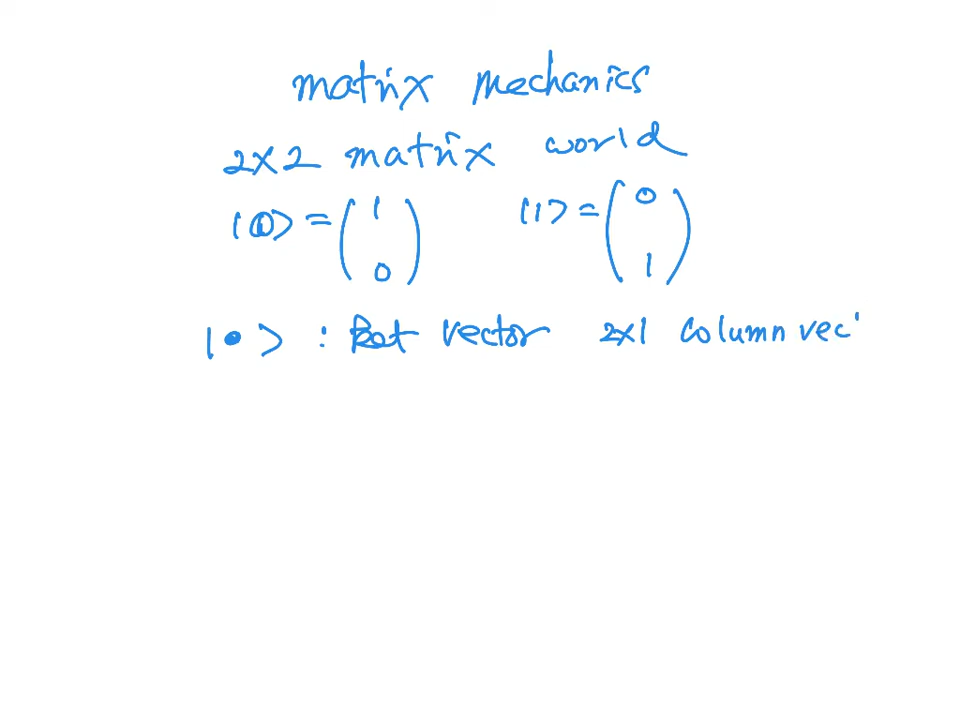 matrix mechanics
2x2 matrix world
|0> = (1 0) |1> = (0 1)
|•> : Ket vector 2x1 column vec